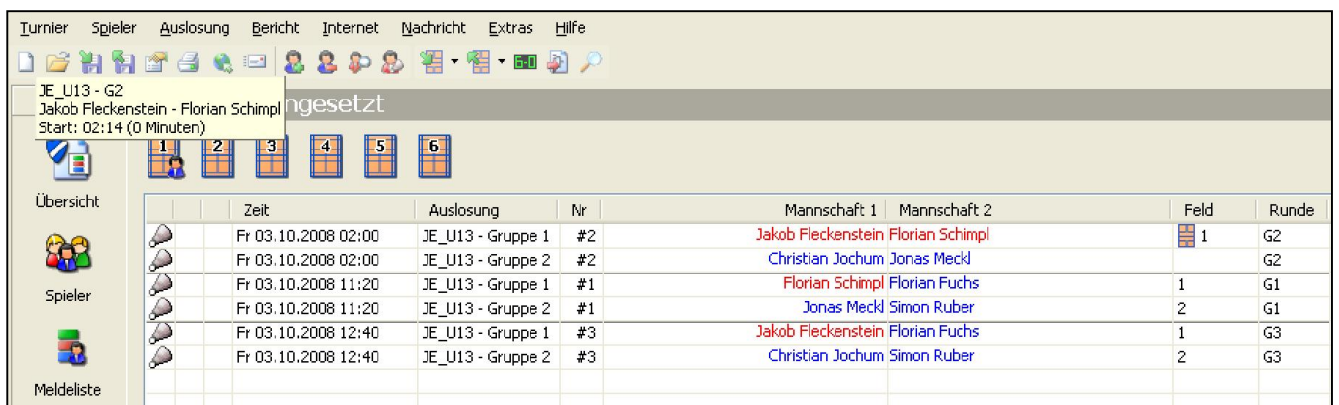 Turnier Spieler Auslosung Bericht Internet Nachricht Extras Hilfe
6-0
JE_U13 - G2
Jakob Fleckenstein - Florian Schimpl
Start: 02:14 (0 Minuten)
ngesetzt
1 2 3 4 5 6
Übersicht
Spieler
Meldeliste
Zeit Auslosung Nr Mannschaft 1 Mannschaft 2 Feld Runde
Fr 03.10.2008 02:00 JE_U13 - Gruppe 1 #2 Jakob Fleckenstein Florian Schimpl 1 G2
Fr 03.10.2008 02:00 JE_U13 - Gruppe 2 #2 Christian Jochum Jonas Meckl G2
Fr 03.10.2008 11:20 JE_U13 - Gruppe 1 #1 Florian Schimpl Florian Fuchs 1 G1
Fr 03.10.2008 11:20 JE_U13 - Gruppe 2 #1 Jonas Meckl Simon Ruber 2 G1
Fr 03.10.2008 12:40 JE_U13 - Gruppe 1 #3 Jakob Fleckenstein Florian Fuchs 1 G3
Fr 03.10.2008 12:40 JE_U13 - Gruppe 2 #3 Christian Jochum Simon Ruber 2 G3